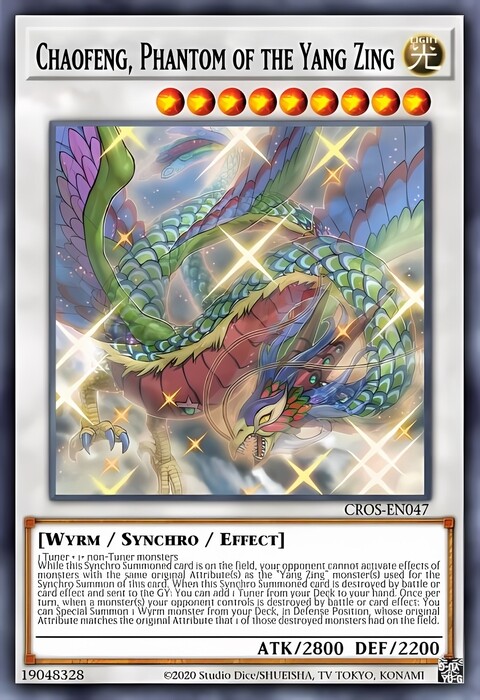 CHAOFENG, PHANTOM OF THE YANG ZING
LIGHT
光
CROS-EN047
[WYRM / SYNCHRO / EFFECT]
1 Tuner + 1+ non-Tuner monsters
While this Synchro Summoned card is on the field, your opponent cannot activate effects of
monsters with the same original Attribute(s) as the "Yang Zing" monster(s) used for the
Synchro Summon of this card. When this Synchro Summoned card is destroyed by battle or
card effect and sent to the GY: You can add 1 Tuner from your Deck to your hand. Once per
turn, when a monster(s) your opponent controls is destroyed by battle or card effect: You
can Special Summon 1 Wyrm monster from your Deck, in Defense Position, whose original
Attribute matches the original Attribute that 1 of those destroyed monsters had on the field.
ATK/2800 DEF/2200
19048328
©2020 Studio Dice/SHUEISHA, TV TOKYO, KONAMI